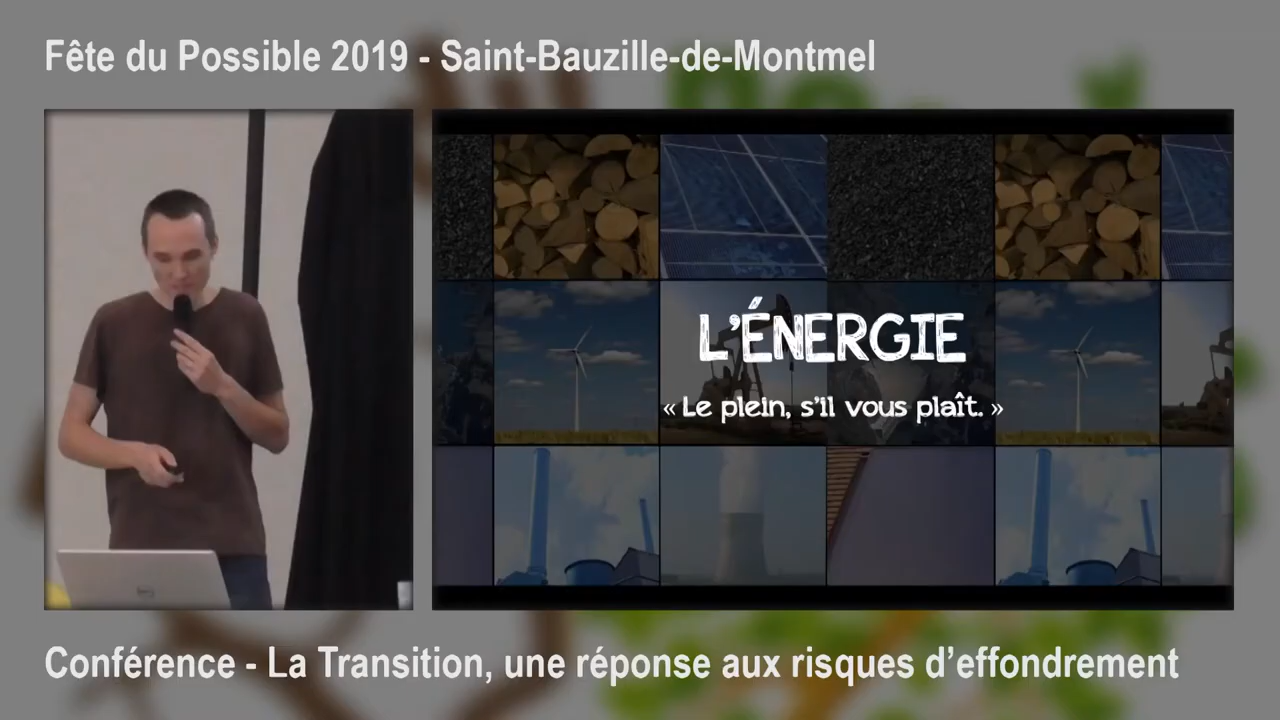 Fête du Possible 2019 - Saint-Bauzille-de-Montmel
L'ÉNERGIE
« Le plein, s'il vous plaît. »
Conférence - La Transition, une réponse aux risques d'effondrement